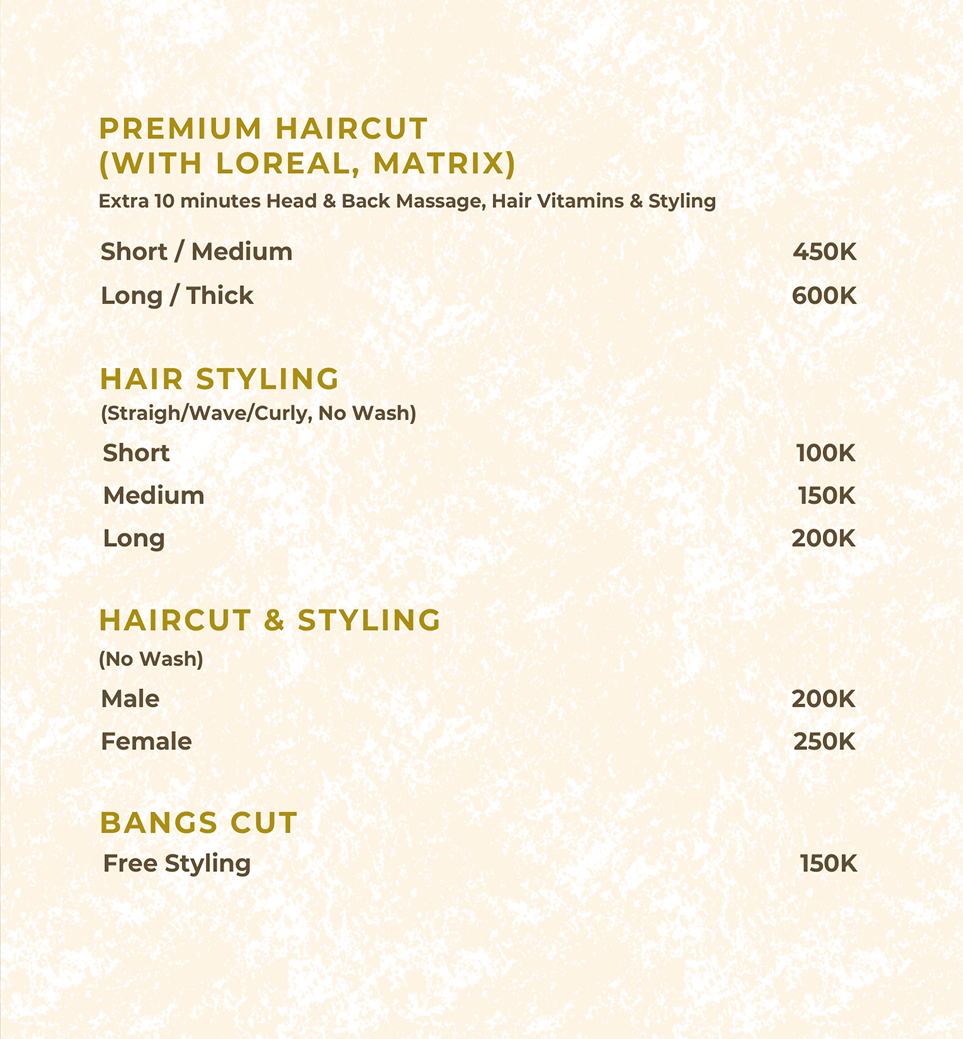 PREMIUM HAIRCUT
(WITH LOREAL, MATRIX)
Extra 10 minutes Head & Back Massage, Hair Vitamins & Styling
Short / Medium 450K
Long / Thick 600K
HAIR STYLING
(Straigh/Wave/Curly, No Wash)
Short 100K
Medium 150K
Long 200K
HAIRCUT & STYLING
(No Wash)
Male 200K
Female 250K
BANGS CUT
Free Styling 150K